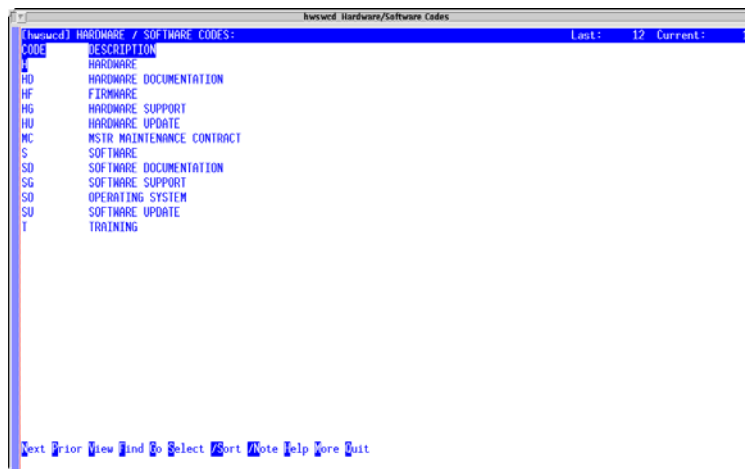 hwswcd Hardware/Software Codes
[hwswcd] HARDWARE / SOFTWARE CODES: Last: 12 Current: 1
CODE DESCRIPTION
H HARDWARE
HD HARDWARE DOCUMENTATION
HF FIRMWARE
HG HARDWARE SUPPORT
HU HARDWARE UPDATE
MC MSTR MAINTENANCE CONTRACT
S SOFTWARE
SD SOFTWARE DOCUMENTATION
SG SOFTWARE SUPPORT
SO OPERATING SYSTEM
SU SOFTWARE UPDATE
T TRAINING
Next Prior View Find Go Select /Sort /Note Help More Quit